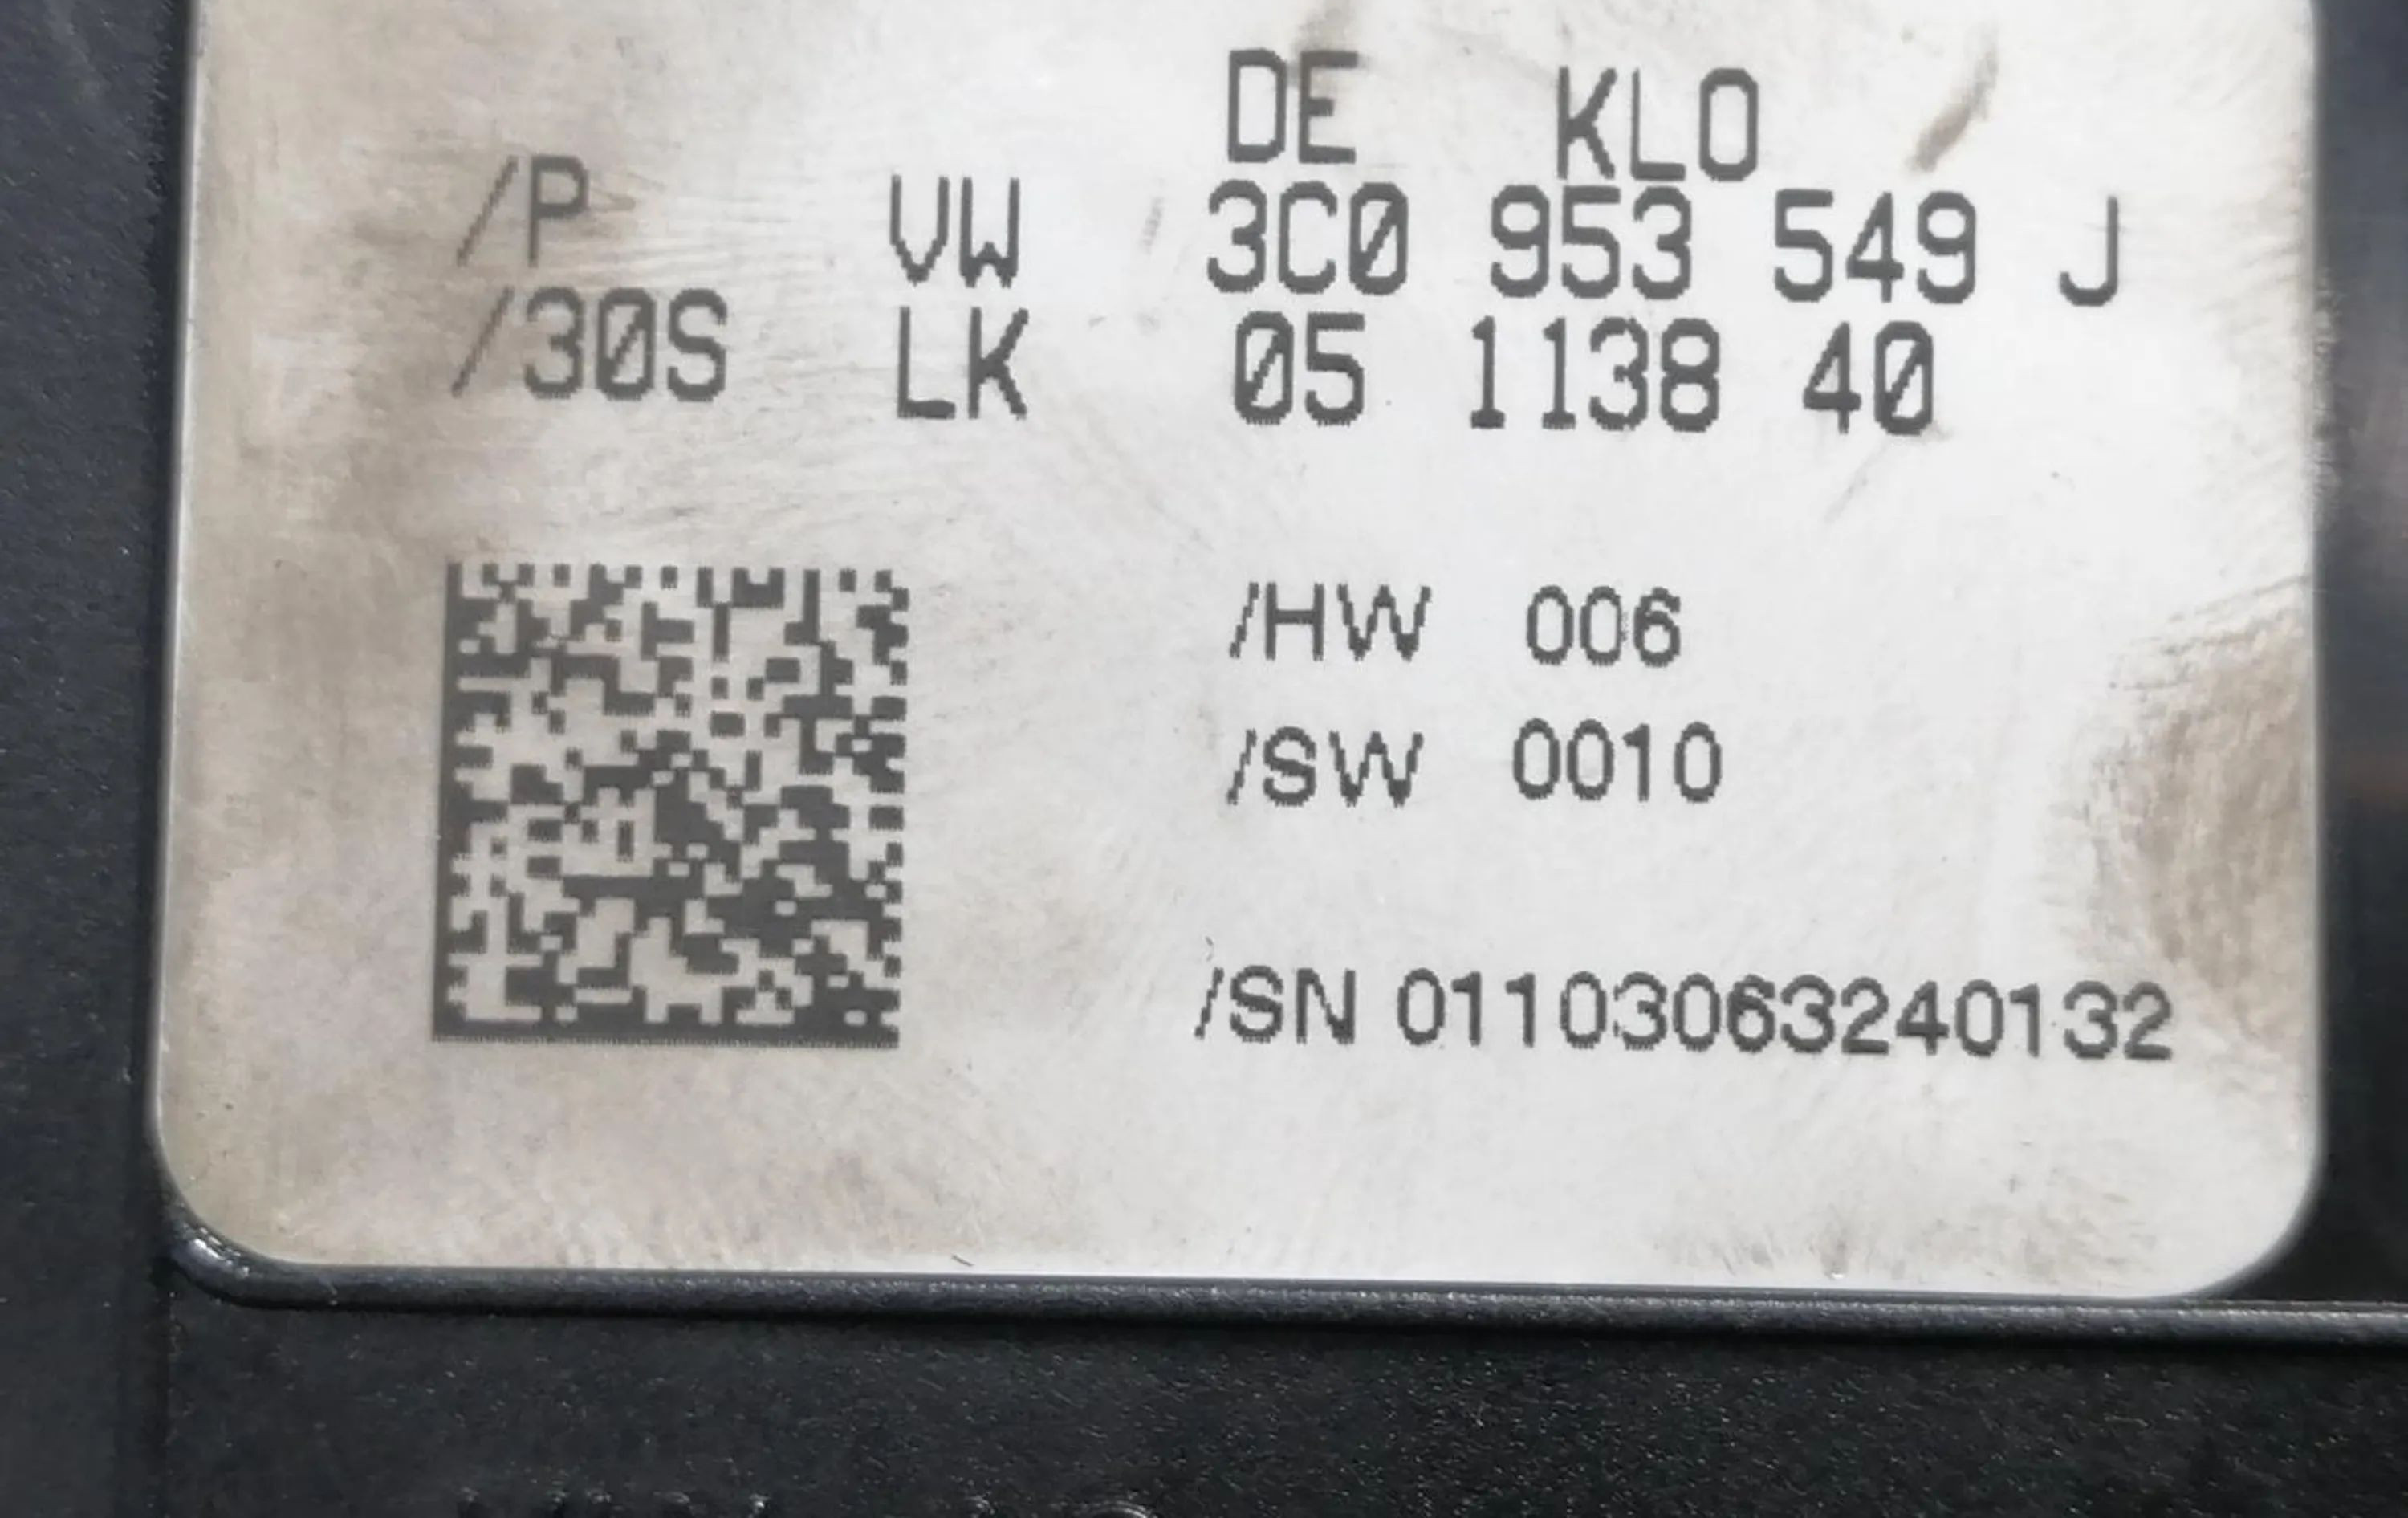 DE KLO
/P VW 3C0 953 549 J
/30S LK 05 1138 40
/HW 006
/SW 0010
/SN 01103063240132